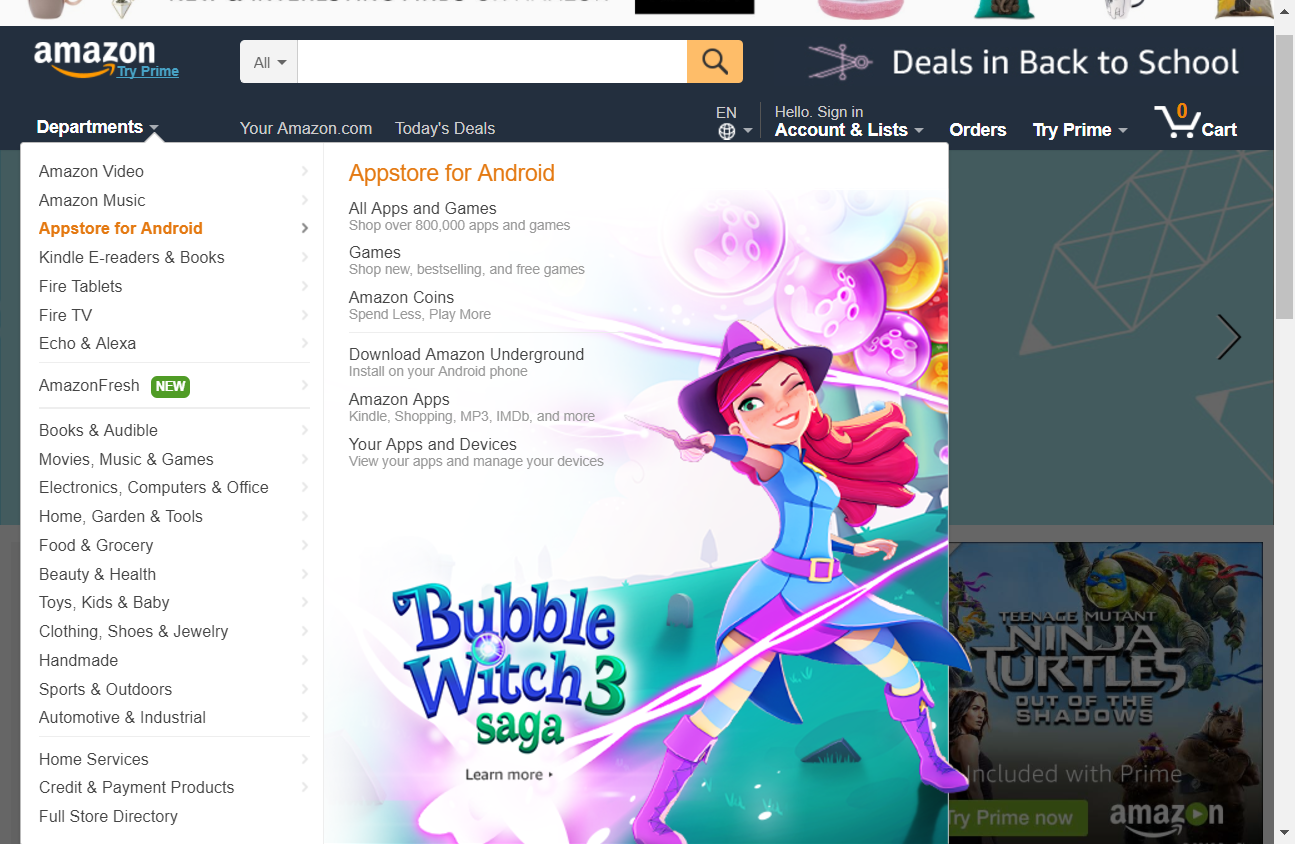 amazon
Try Prime
All
Deals in Back to School
Departments
Your Amazon.com
Today's Deals
EN
Hello. Sign in
Account & Lists
Orders
Try Prime
0
Cart
Amazon Video
Amazon Music
Appstore for Android
Kindle E-readers & Books
Fire Tablets
Fire TV
Echo & Alexa
AmazonFresh NEW
Books & Audible
Movies, Music & Games
Electronics, Computers & Office
Home, Garden & Tools
Food & Grocery
Beauty & Health
Toys, Kids & Baby
Clothing, Shoes & Jewelry
Handmade
Sports & Outdoors
Automotive & Industrial
Home Services
Credit & Payment Products
Full Store Directory
Appstore for Android
All Apps and Games
Shop over 800,000 apps and games
Games
Shop new, bestselling, and free games
Amazon Coins
Spend Less, Play More
Download Amazon Underground
Install on your Android phone
Amazon Apps
Kindle, Shopping, MP3, IMDb, and more
Your Apps and Devices
View your apps and manage your devices
Bubble
Witch 3
saga
Learn more
TEENAGE MUTANT
NINJA
TURTLES
OUT OF THE
SHADOWS
Included with Prime
Try Prime now
amazon